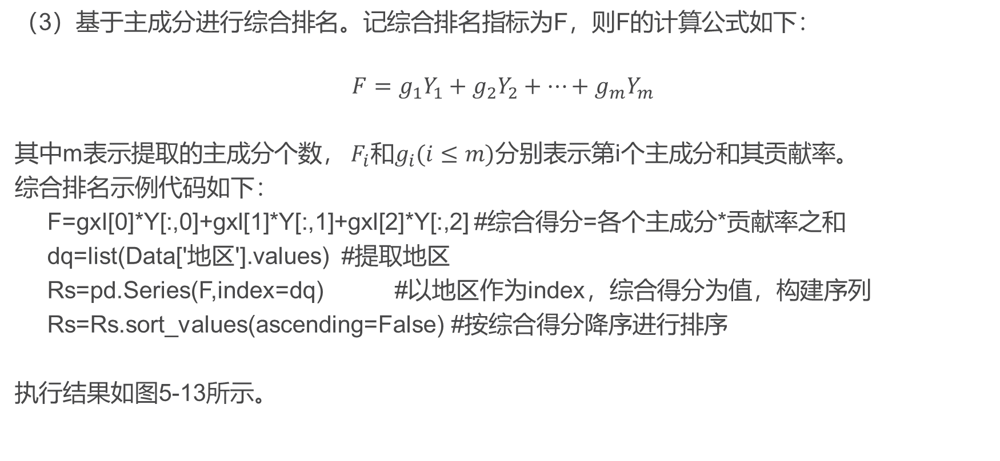 （3）基于主成分进行综合排名。记综合排名指标为F，则F的计算公式如下：
F = g₁Y₁ + g₂Y₂ + ⋯ + gₘYₘ
其中m表示提取的主成分个数， Fᵢ和gᵢ(i ≤ m)分别表示第i个主成分和其贡献率。
综合排名示例代码如下：
F=gxl[0]*Y[:,0]+gxl[1]*Y[:,1]+gxl[2]*Y[:,2] #综合得分=各个主成分*贡献率之和
dq=list(Data['地区'].values) #提取地区
Rs=pd.Series(F,index=dq) #以地区作为index，综合得分为值，构建序列
Rs=Rs.sort_values(ascending=False) #按综合得分降序进行排序
执行结果如图5-13所示。